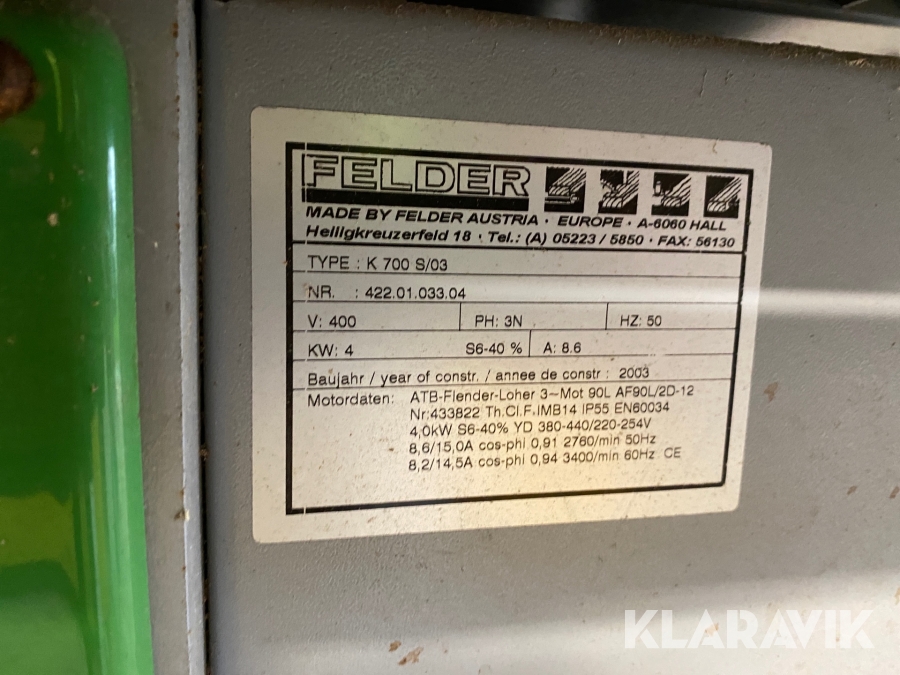 FELDER
MADE BY FELDER AUSTRIA · EUROPE · A-6060 HALL
Heiligkreuzerfeld 18 · Tel.: (A) 05223 / 5850 · FAX: 56130
TYPE : K 700 S/03
NR. : 422.01.033.04
V: 400 PH: 3N HZ: 50
KW: 4 S6-40 % A: 8.6
Baujahr / year of constr. / annee de constr : 2003
Motordaten: ATB-Flender-Loher 3~Mot 90L AF90L/2D-12
Nr:433822 Th.Cl.F.IMB14 IP55 EN60034
4,0kW S6-40% YD 380-440/220-254V
8,6/15,0A cos-phi 0,91 2760/min 50Hz
8,2/14,5A cos-phi 0,94 3400/min 60Hz CE
KLARAVIK